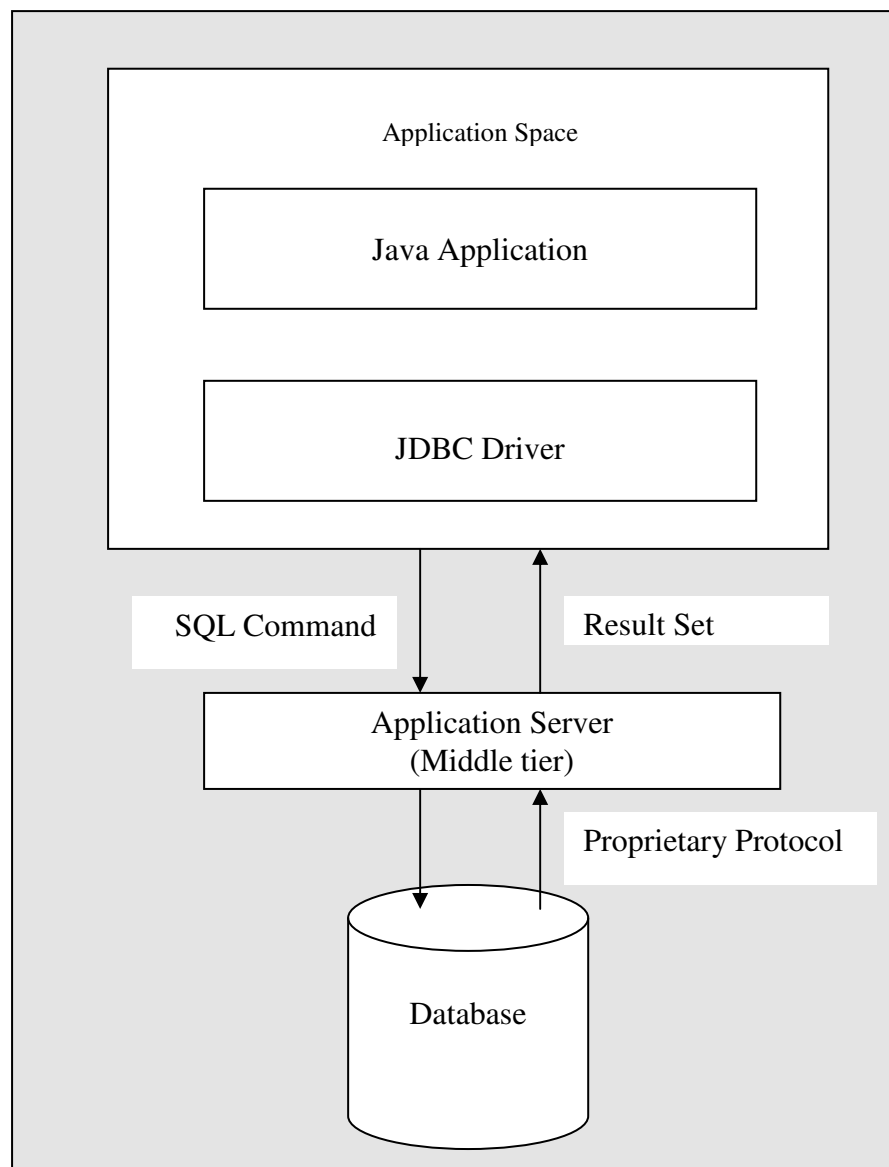 Application Space
Java Application
JDBC Driver
SQL Command
Result Set
Application Server
(Middle tier)
Proprietary Protocol
Database